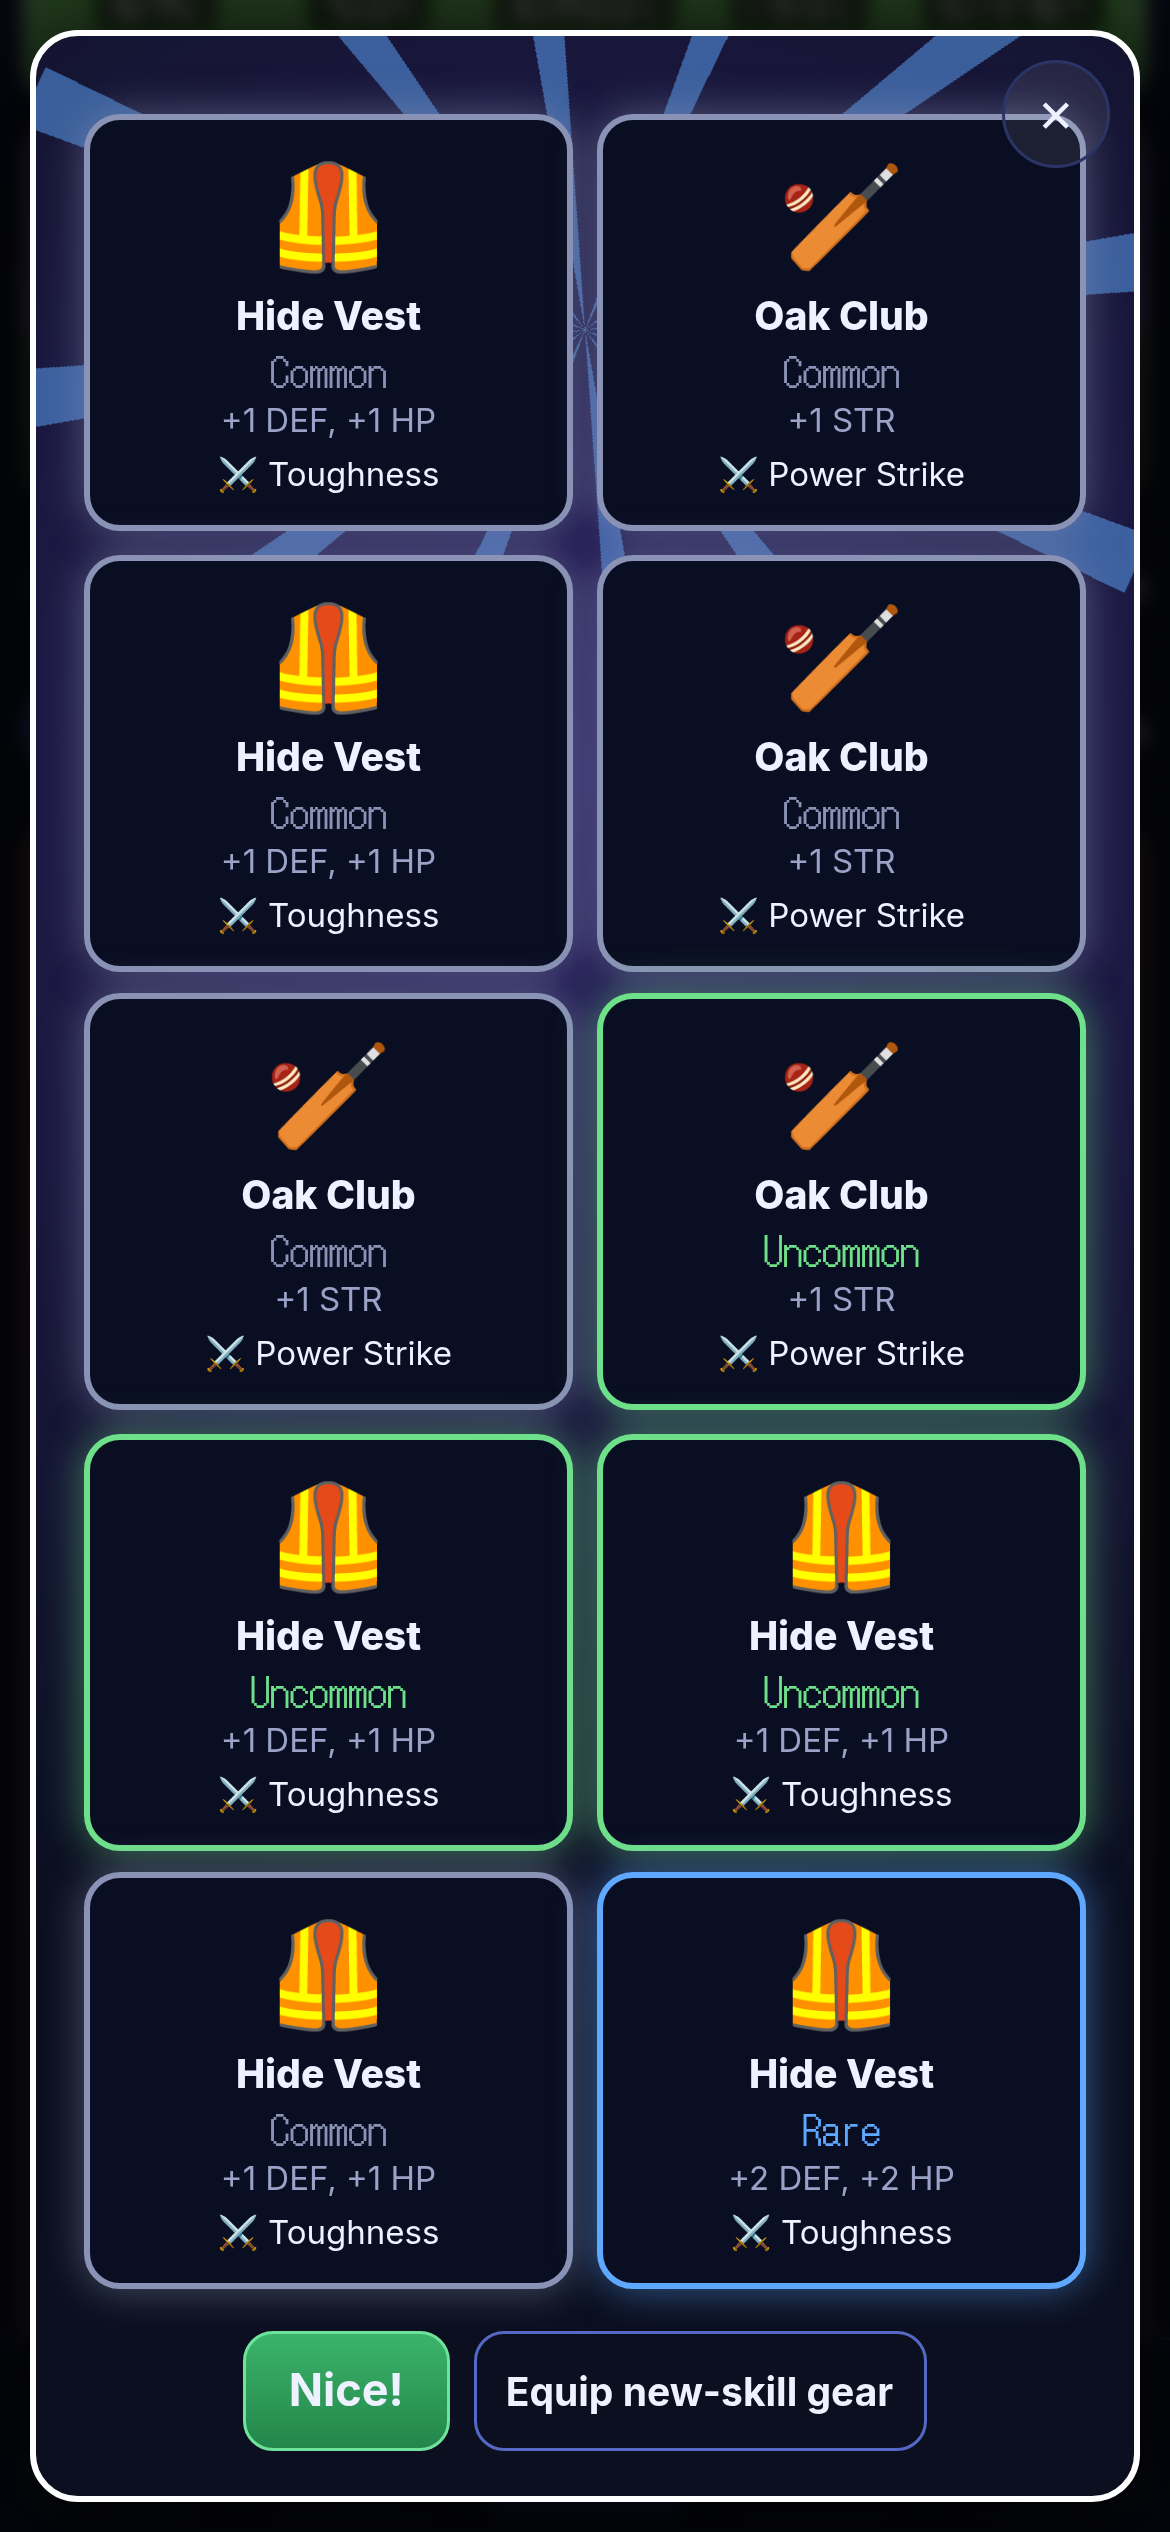 Hide Vest
Common
+1 DEF, +1 HP
⚔️ Toughness
Oak Club
Common
+1 STR
⚔️ Power Strike
Hide Vest
Common
+1 DEF, +1 HP
⚔️ Toughness
Oak Club
Common
+1 STR
⚔️ Power Strike
Oak Club
Common
+1 STR
⚔️ Power Strike
Oak Club
Uncommon
+1 STR
⚔️ Power Strike
Hide Vest
Uncommon
+1 DEF, +1 HP
⚔️ Toughness
Hide Vest
Uncommon
+1 DEF, +1 HP
⚔️ Toughness
Hide Vest
Common
+1 DEF, +1 HP
⚔️ Toughness
Hide Vest
Rare
+2 DEF, +2 HP
⚔️ Toughness
Nice!
Equip new-skill gear